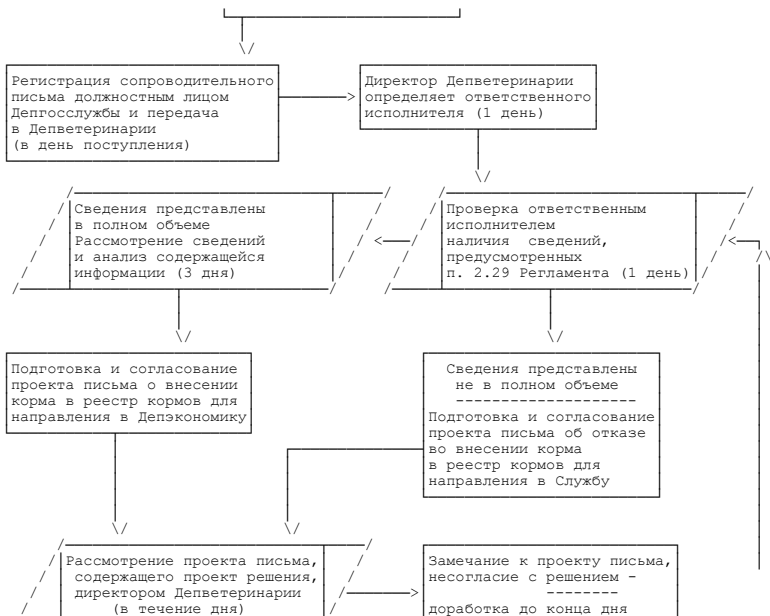 Регистрация сопроводительного
письма должностным лицом
Депгосслужбы и передача
в Депветеринарии
(в день поступления)
Директор Депветеринарии
определяет ответственного
исполнителя (1 день)
Сведения представлены
в полном объеме
Рассмотрение сведений
и анализ содержащейся
информации (3 дня)
Проверка ответственным
исполнителем
наличия сведений,
предусмотренных
п. 2.29 Регламента (1 день)
Подготовка и согласование
проекта письма о внесении
корма в реестр кормов для
направления в Депэкономику
Сведения представлены
не в полном объеме
-------------------
Подготовка и согласование
проекта письма об отказе
во внесении корма
в реестр кормов для
направления в Службу
Рассмотрение проекта письма,
содержащего проект решения,
директором Депветеринарии
(в течение дня)
Замечание к проекту письма,
несогласие с решением -
--------
доработка до конца дня